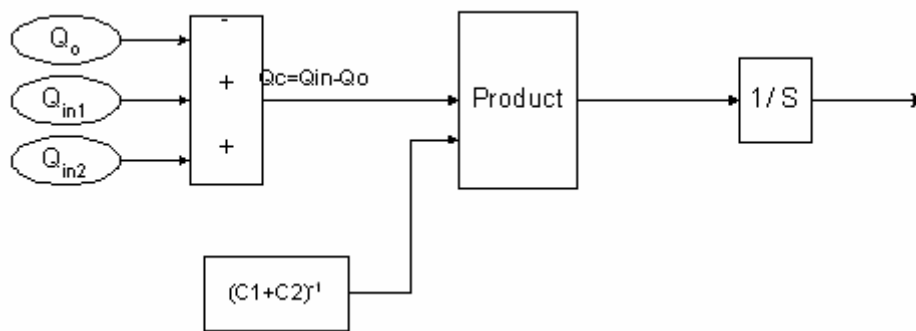 Qo
-
Qin1
+
Qin2
+
Qc=Qin-Qo
Product
1/S
(C1+C2)⁻¹